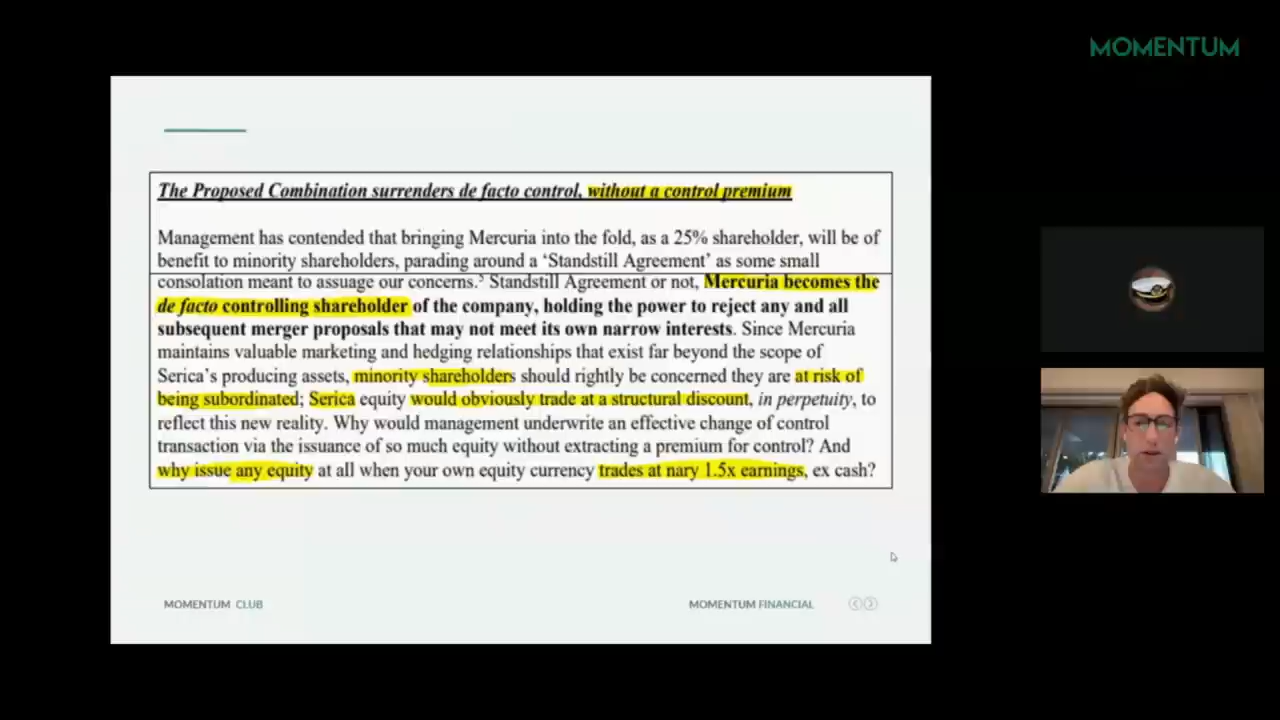 MOMENTUM
The Proposed Combination surrenders de facto control, without a control premium
Management has contended that bringing Mercuria into the fold, as a 25% shareholder, will be of
benefit to minority shareholders, parading around a ‘Standstill Agreement’ as some small
consolation meant to assuage our concerns.⁵ Standstill Agreement or not, Mercuria becomes the
de facto controlling shareholder of the company, holding the power to reject any and all
subsequent merger proposals that may not meet its own narrow interests. Since Mercuria
maintains valuable marketing and hedging relationships that exist far beyond the scope of
Serica’s producing assets, minority shareholders should rightly be concerned they are at risk of
being subordinated; Serica equity would obviously trade at a structural discount, in perpetuity, to
reflect this new reality. Why would management underwrite an effective change of control
transaction via the issuance of so much equity without extracting a premium for control? And
why issue any equity at all when your own equity currency trades at nary 1.5x earnings, ex cash?
MOMENTUM CLUB
MOMENTUM FINANCIAL